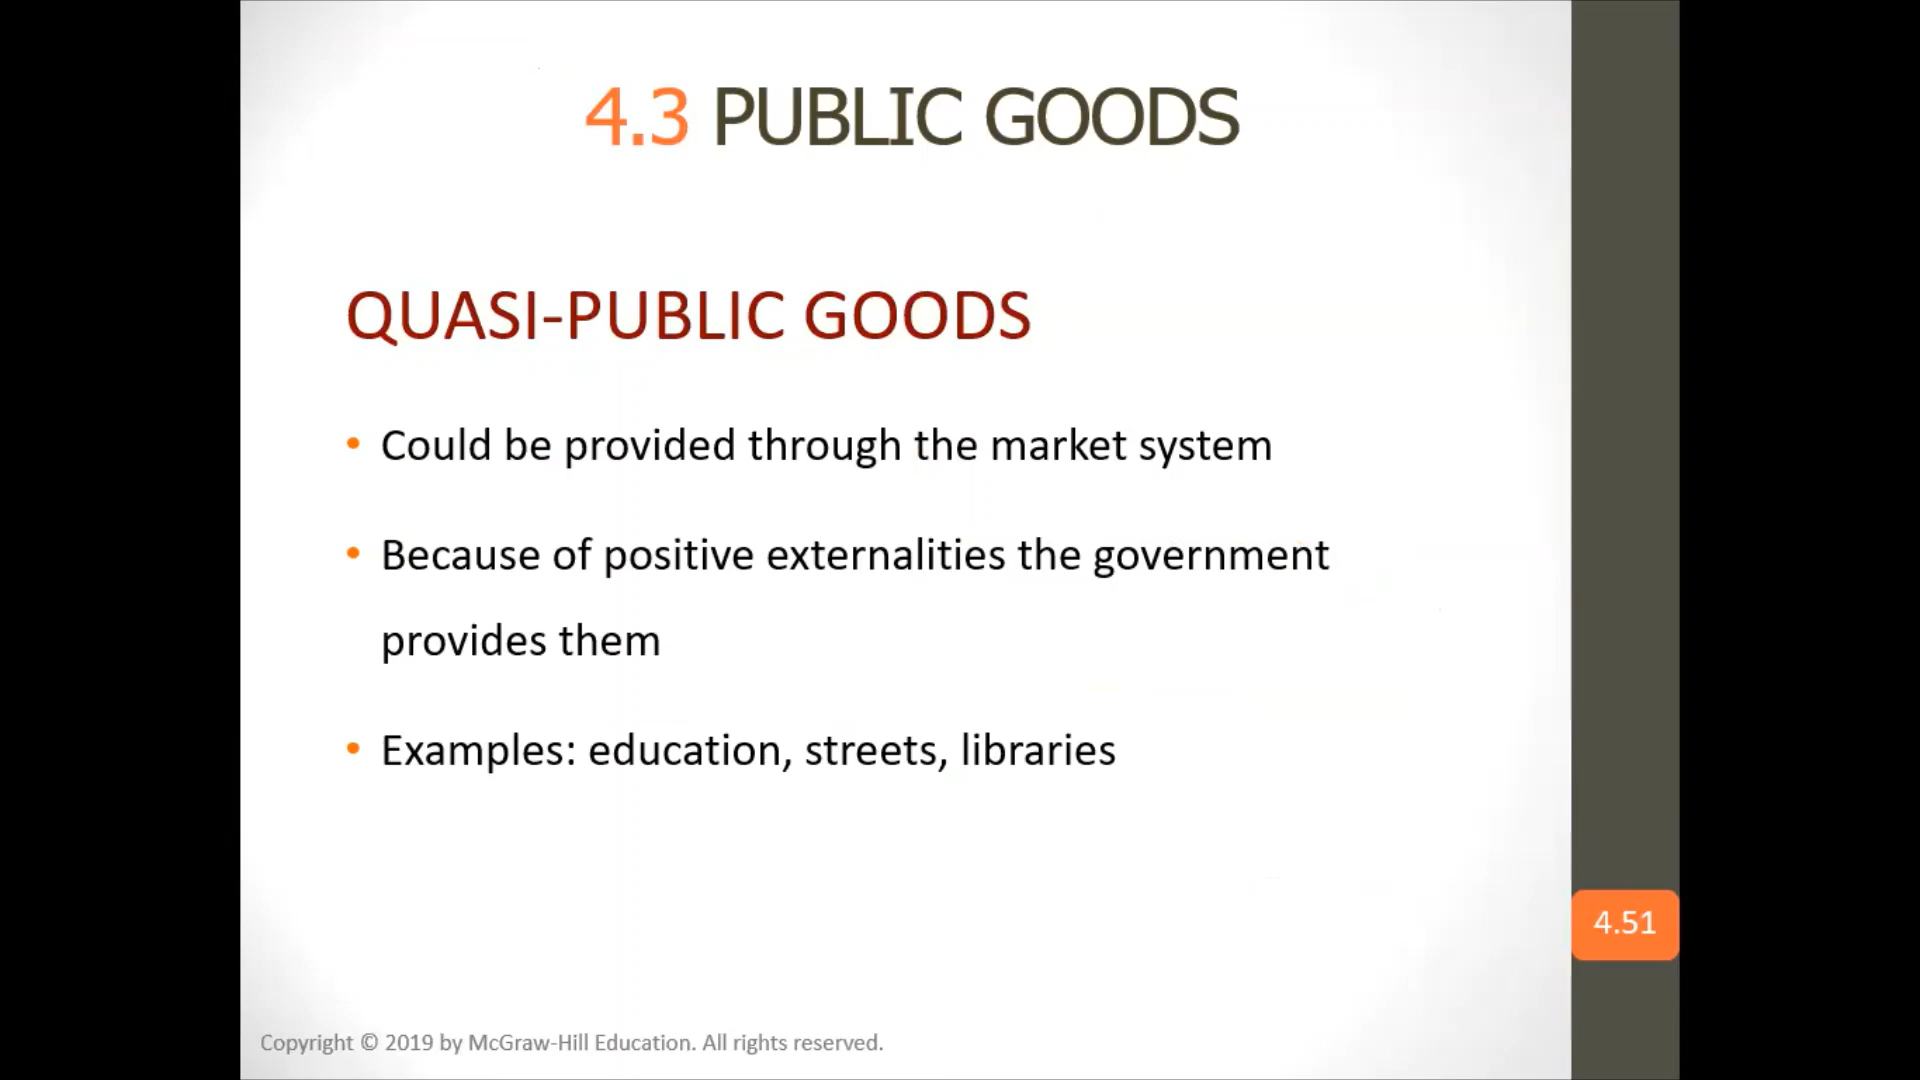 4.3 PUBLIC GOODS
QUASI-PUBLIC GOODS
• Could be provided through the market system
• Because of positive externalities the government
provides them
• Examples: education, streets, libraries
4.51
Copyright © 2019 by McGraw-Hill Education. All rights reserved.